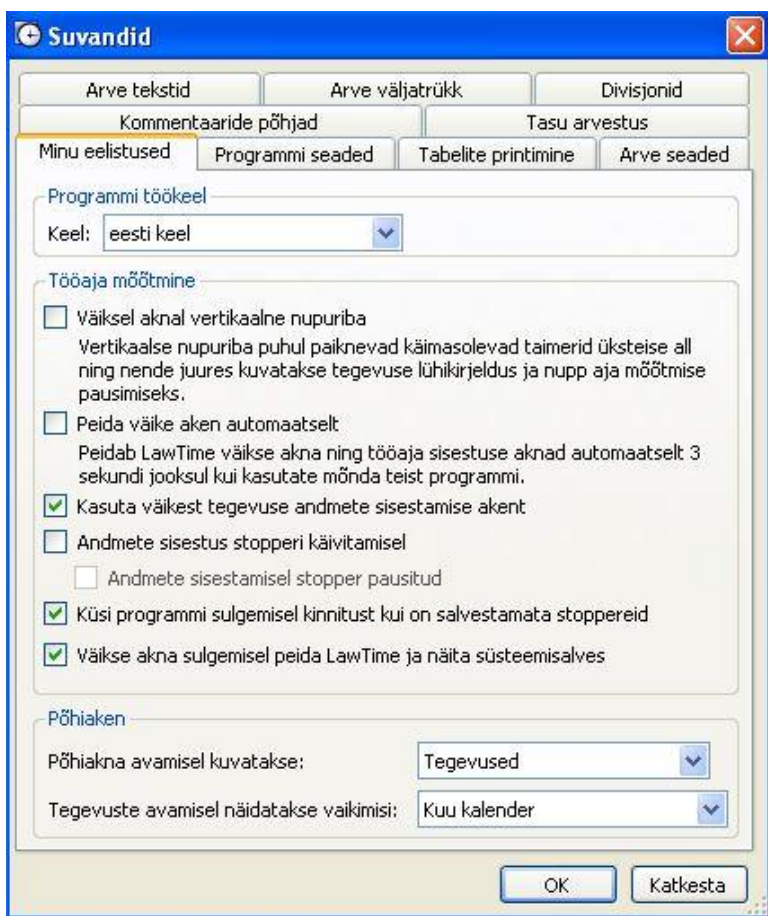 Suvandid
Arve tekstid
Arve väljatrükk
Divisjonid
Kommentaaride põhjad
Tasu arvestus
Minu eelistused
Programmi seaded
Tabelite printimine
Arve seaded
Programmi töökeel
Keel: eesti keel
Tööaja mõõtmine
Väiksel aknal vertikaalne nupuriba
Vertikaalse nupuriba puhul paiknevad käimasolevad taimerid üksteise all
ning nende juures kuvatakse tegevuse lühikirjeldus ja nupp aja mõõtmise
pausimiseks.
Peida väike aken automaatselt
Peidab LawTime väikse akna ning tööaja sisestuse aknad automaatselt 3
sekundi jooksul kui kasutate mõnda teist programmi.
Kasuta väikest tegevuse andmete sisestamise akent
Andmete sisestus stopperi käivitamisel
Andmete sisestamisel stopper pausitud
Küsi programmi sulgemisel kinnitust kui on salvestamata stoppereid
Väikse akna sulgemisel peida LawTime ja näita süsteemisalves
Põhiaken
Põhiakna avamisel kuvatakse: Tegevused
Tegevuste avamisel näidatakse vaikimisi: Kuu kalender
OK
Katkesta